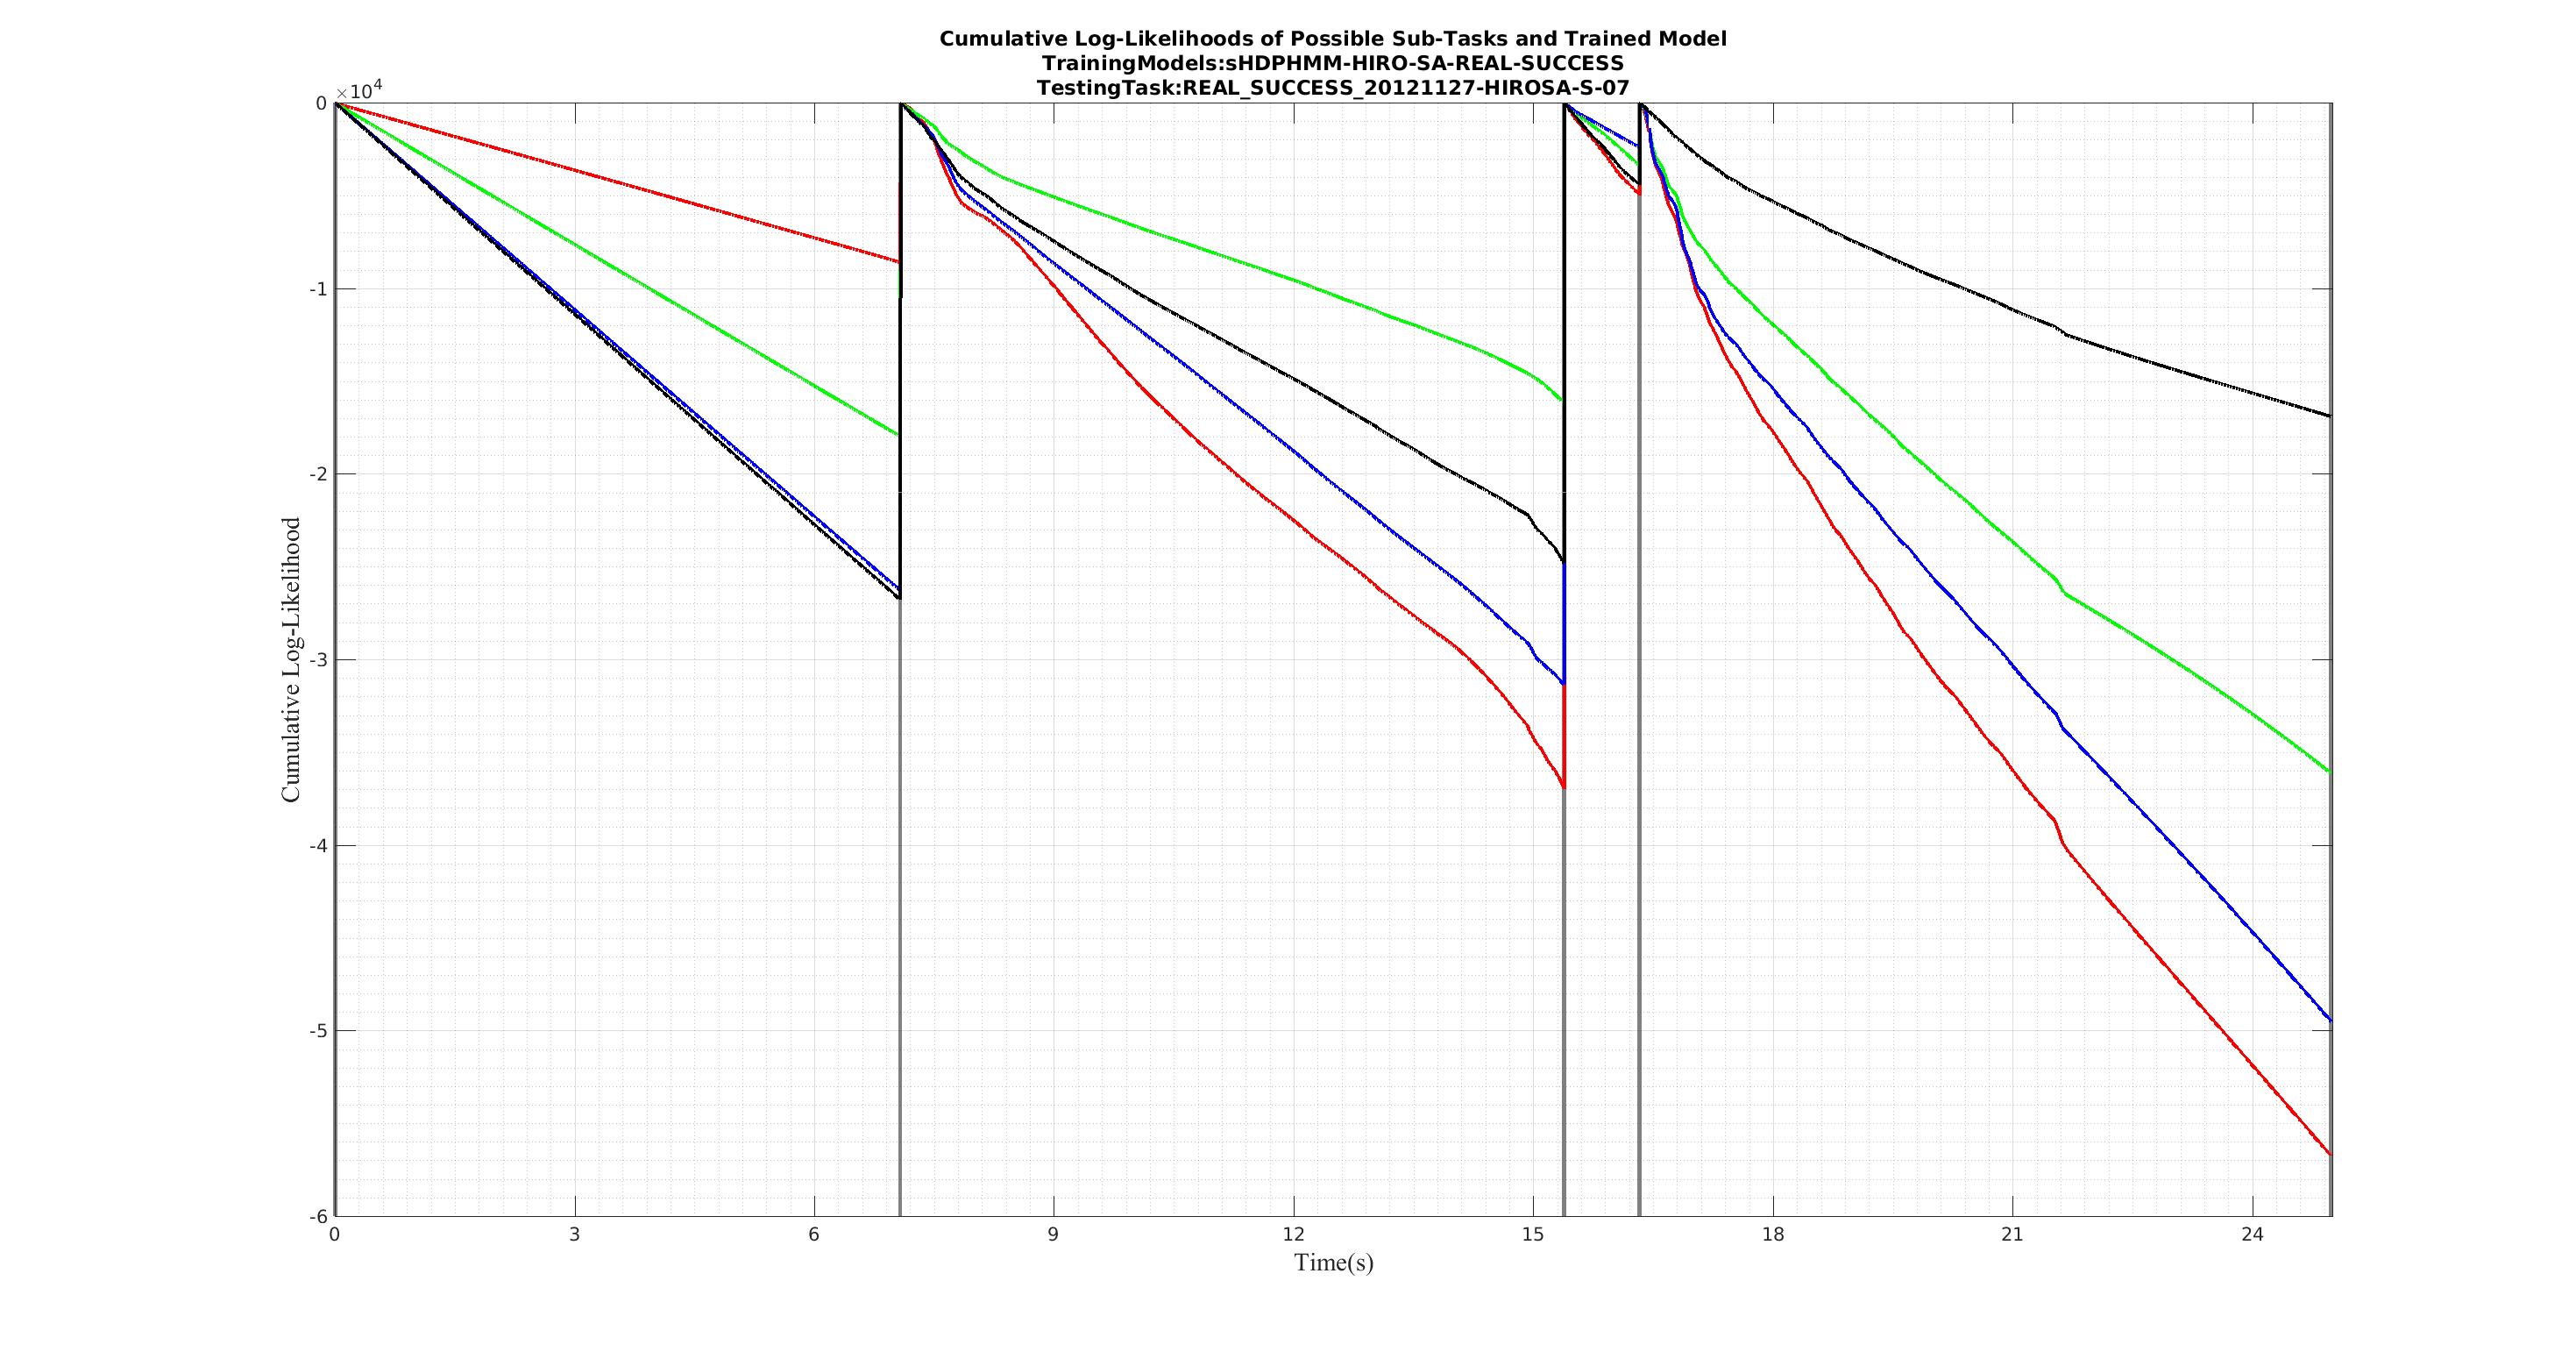 Cumulative Log-Likelihoods of Possible Sub-Tasks and Trained Model
TrainingModels:sHDPHMM-HIRO-SA-REAL-SUCCESS
TestingTask:REAL_SUCCESS_20121127-HIROSA-S-07
×10⁴
0
-1
-2
-3
-4
-5
-6
Cumulative Log-Likelihood
0 3 6 9 12 15 18 21 24
Time(s)